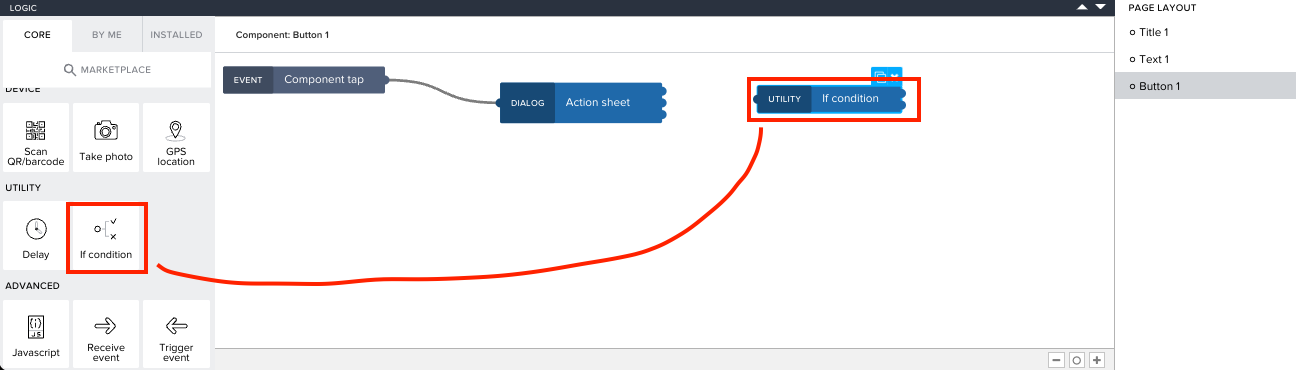 LOGIC
CORE
BY ME
INSTALLED
MARKETPLACE
DEVICE
Scan
QR/barcode
Take photo
GPS
location
UTILITY
Delay
If condition
ADVANCED
{i}
JS
Javascript
Receive
event
Trigger
event
Component: Button 1
EVENT
Component tap
DIALOG
Action sheet
UTILITY
If condition
PAGE LAYOUT
Title 1
Text 1
Button 1